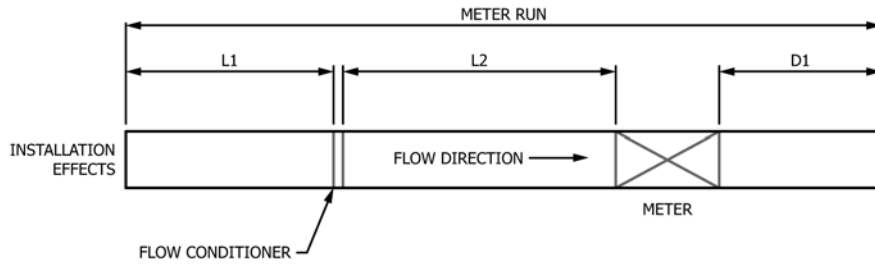 METER RUN
L1
L2
D1
INSTALLATION
EFFECTS
FLOW DIRECTION
METER
FLOW CONDITIONER